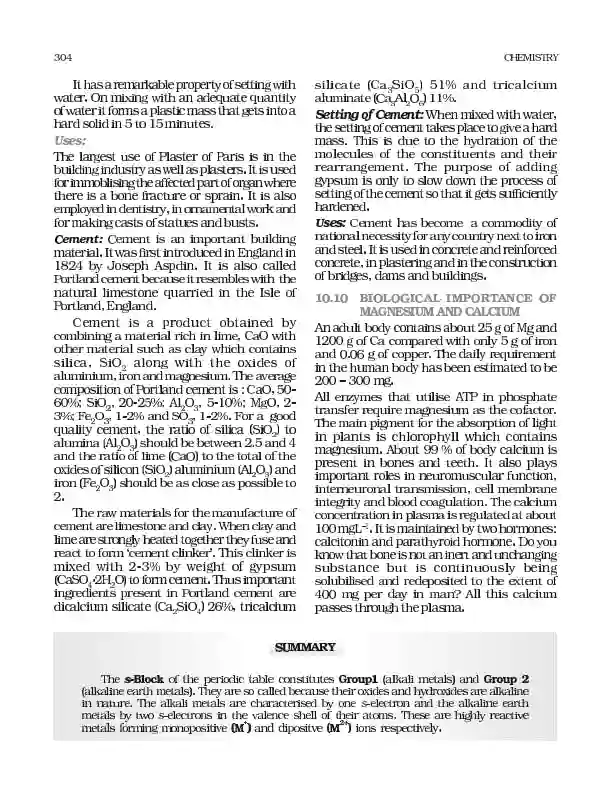 304
CHEMISTRY
It has a remarkable property of setting with
water. On mixing with an adequate quantity
of water it forms a plastic mass that gets into a
hard solid in 5 to 15 minutes.
Uses:
The largest use of Plaster of Paris is in the
building industry as well as plasters. It is used
for immoblising the affected part of organ where
there is a bone fracture or sprain. It is also
employed in dentistry, in ornamental work and
for making casts of statues and busts.
Cement: Cement is an important building
material. It was first introduced in England in
1824 by Joseph Aspdin. It is also called
Portland cement because it resembles with the
natural limestone quarried in the Isle of
Portland, England.
Cement is a product obtained by
combining a material rich in lime, CaO with
other material such as clay which contains
silica, SiO₂ along with the oxides of
aluminium, iron and magnesium. The average
composition of Portland cement is : CaO, 50-
60%; SiO₂, 20-25%; Al₂O₃, 5-10%; MgO, 2-
3%; Fe₂O₃, 1-2% and SO₃, 1-2%. For a good
quality cement, the ratio of silica (SiO₂) to
alumina (Al₂O₃) should be between 2.5 and 4
and the ratio of lime (CaO) to the total of the
oxides of silicon (SiO₂) aluminium (Al₂O₃) and
iron (Fe₂O₃) should be as close as possible to
2.
The raw materials for the manufacture of
cement are limestone and clay. When clay and
lime are strongly heated together they fuse and
react to form 'cement clinker'. This clinker is
mixed with 2-3% by weight of gypsum
(CaSO₄·2H₂O) to form cement. Thus important
ingredients present in Portland cement are
dicalcium silicate (Ca₂SiO₄) 26%, tricalcium
silicate (Ca₃SiO₅) 51% and tricalcium
aluminate (Ca₃Al₂O₆) 11%.
Setting of Cement: When mixed with water,
the setting of cement takes place to give a hard
mass. This is due to the hydration of the
molecules of the constituents and their
rearrangement. The purpose of adding
gypsum is only to slow down the process of
setting of the cement so that it gets sufficiently
hardened.
Uses: Cement has become a commodity of
national necessity for any country next to iron
and steel. It is used in concrete and reinforced
concrete, in plastering and in the construction
of bridges, dams and buildings.
10.10 BIOLOGICAL IMPORTANCE OF
MAGNESIUM AND CALCIUM
An adult body contains about 25 g of Mg and
1200 g of Ca compared with only 5 g of iron
and 0.06 g of copper. The daily requirement
in the human body has been estimated to be
200 – 300 mg.
All enzymes that utilise ATP in phosphate
transfer require magnesium as the cofactor.
The main pigment for the absorption of light
in plants is chlorophyll which contains
magnesium. About 99 % of body calcium is
present in bones and teeth. It also plays
important roles in neuromuscular function,
interneuronal transmission, cell membrane
integrity and blood coagulation. The calcium
concentration in plasma is regulated at about
100 mgL⁻¹. It is maintained by two hormones:
calcitonin and parathyroid hormone. Do you
know that bone is not an inert and unchanging
substance but is continuously being
solubilised and redeposited to the extent of
400 mg per day in man? All this calcium
passes through the plasma.
SUMMARY
The s-Block of the periodic table constitutes Group1 (alkali metals) and Group 2
(alkaline earth metals). They are so called because their oxides and hydroxides are alkaline
in nature. The alkali metals are characterised by one s-electron and the alkaline earth
metals by two s-electrons in the valence shell of their atoms. These are highly reactive
metals forming monopositive (M⁺) and dipositve (M²⁺) ions respectively.